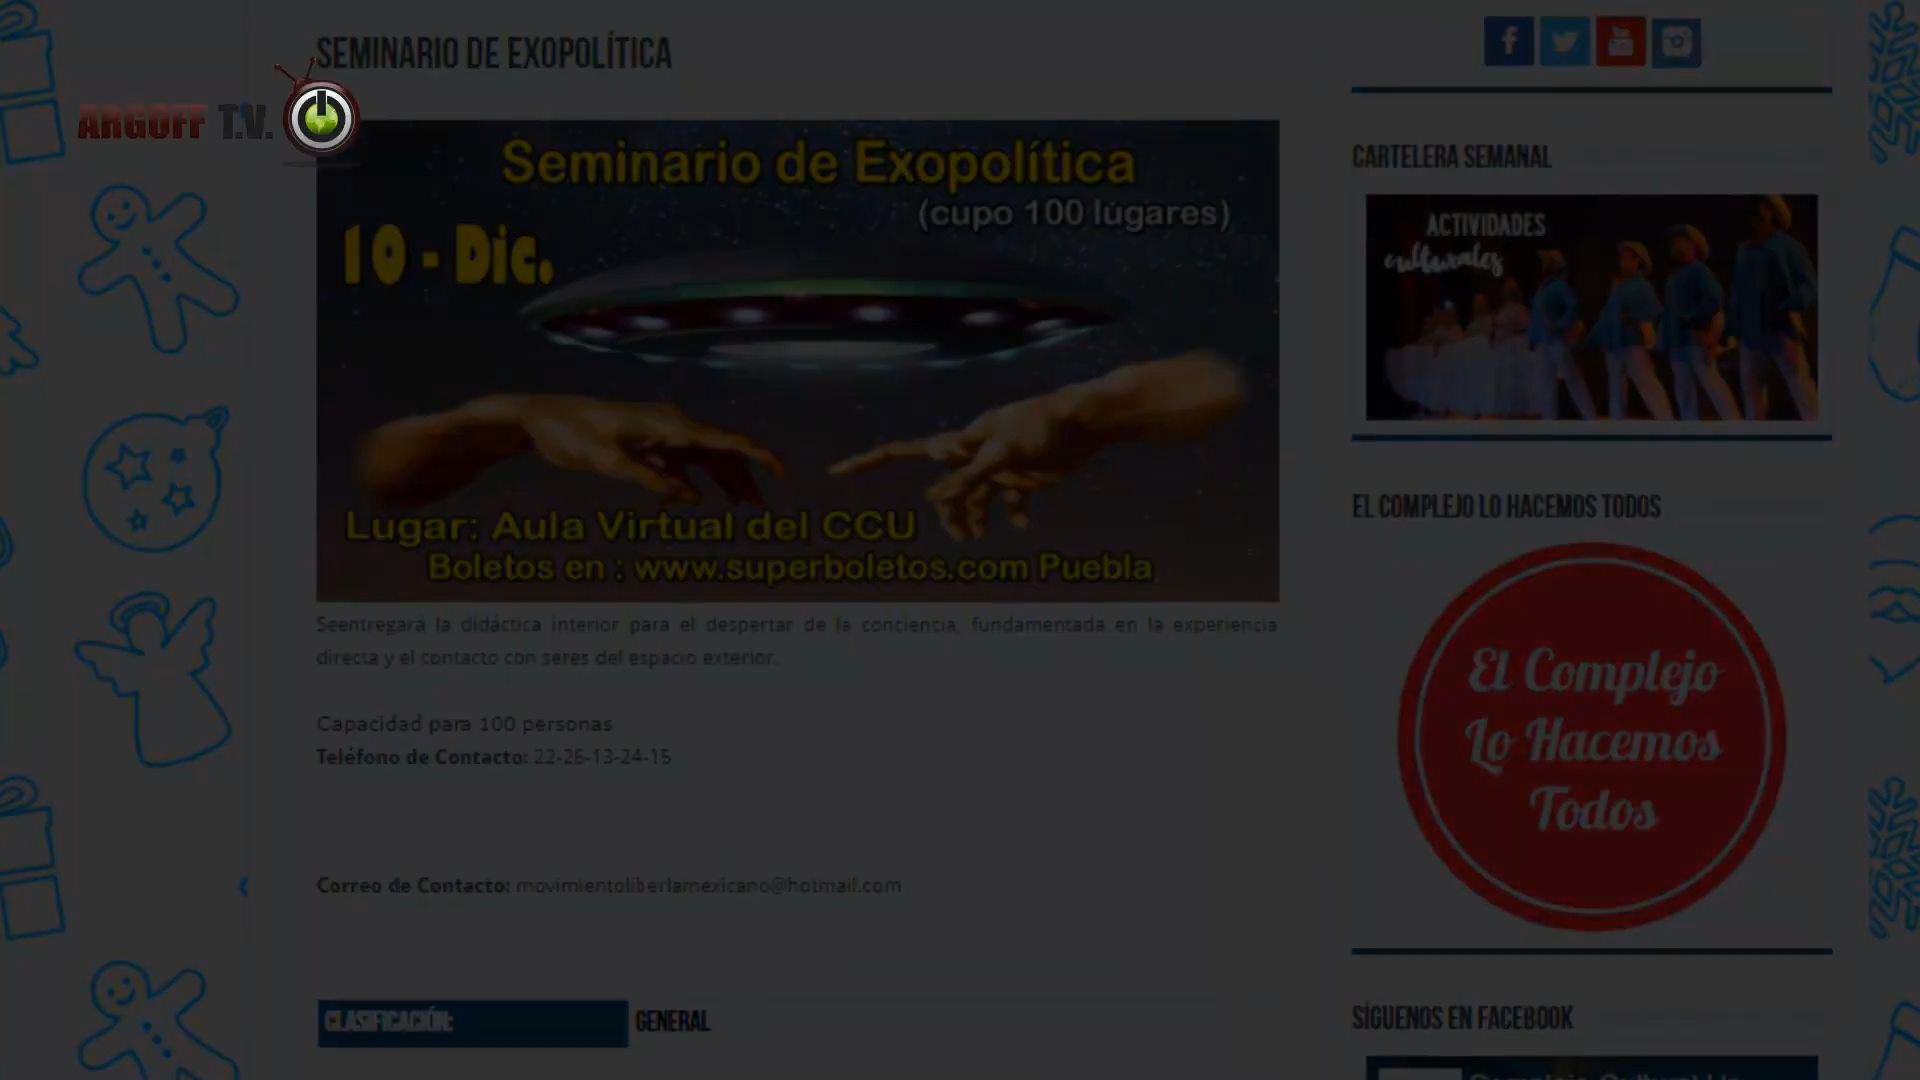 SEMINARIO DE EXOPOLÍTICA
ARGOFF T.V.
Seminario de Exopolítica
(cupo 100 lugares)
10 - Dic.
Lugar: Aula Virtual del CCU
Boletos en : www.superboletos.com Puebla
Seentregará la didáctica interior para el despertar de la conciencia, fundamentada en la experiencia
directa y el contacto con seres del espacio exterior.
Capacidad para 100 personas
Teléfono de Contacto: 22-26-13-24-15
Correo de Contacto: movimientoliberlamexicano@hotmail.com
CLASIFICACIÓN: GENERAL
CARTELERA SEMANAL
ACTIVIDADES
culturales
EL COMPLEJO LO HACEMOS TODOS
El Complejo
Lo Hacemos
Todos
SÍGUENOS EN FACEBOOK